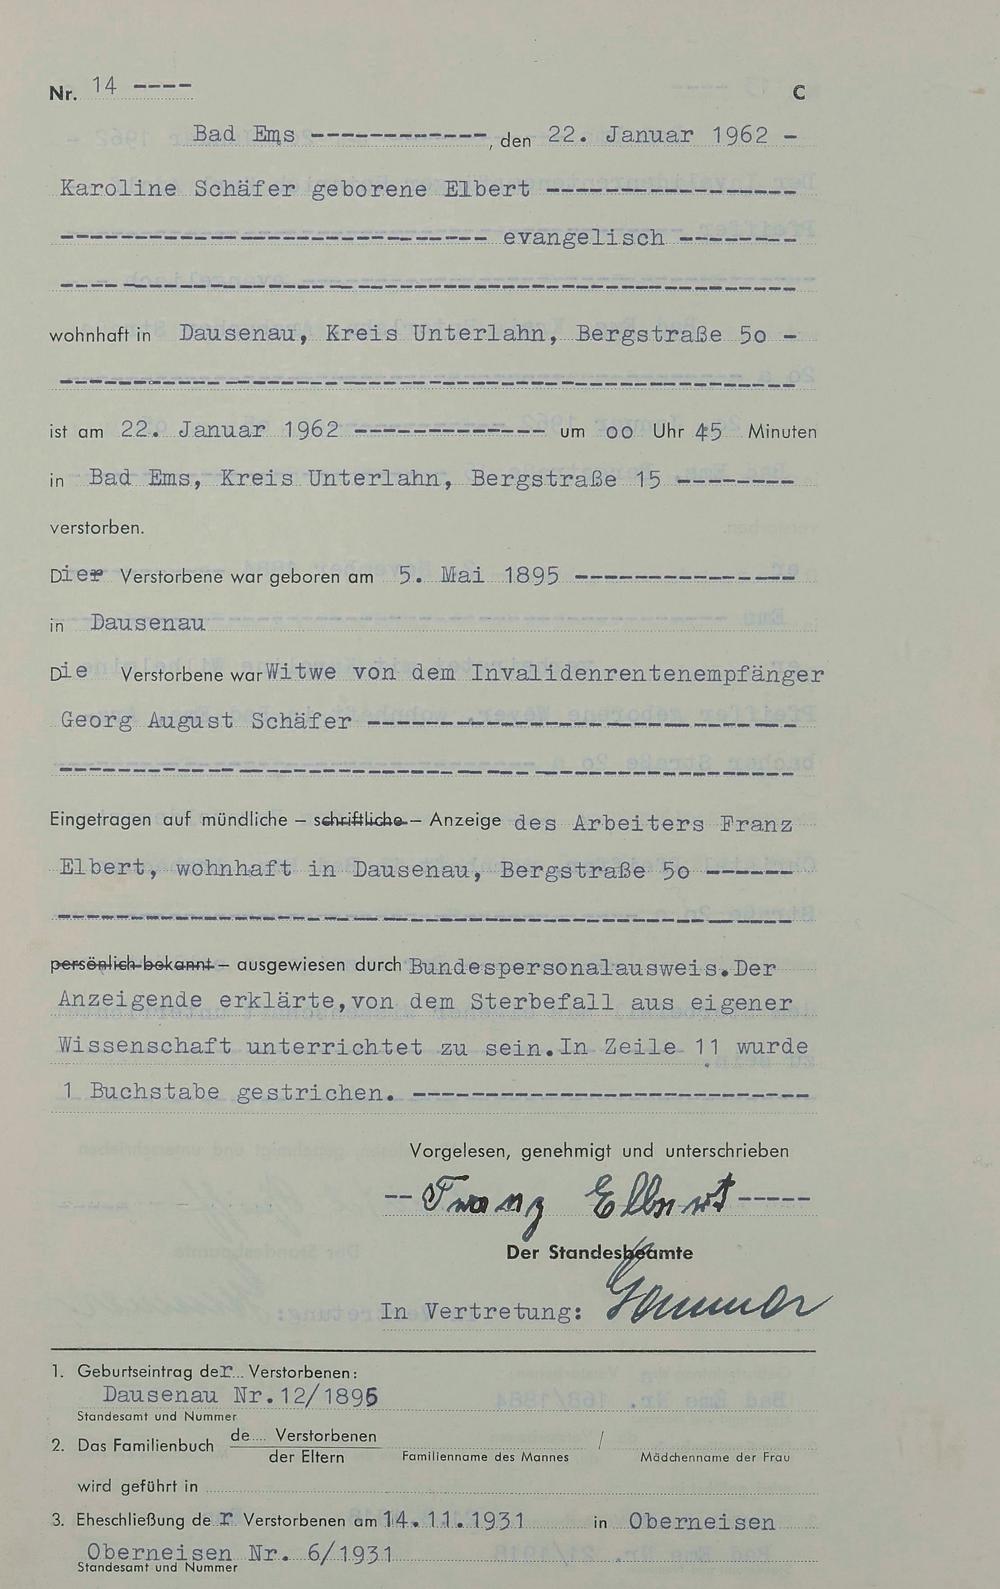 Nr. 14 ---- C
Bad Ems ------------, den 22. Januar 1962 -
Karoline Schäfer geborene Elbert -----------------
----------------------------- evangelisch --------
--------------------------------------------------
wohnhaft in Dausenau, Kreis Unterlahn, Bergstraße 5o -
--------------------------------------------------
ist am 22. Januar 1962 ------------- um oo Uhr 45 Minuten
in Bad Ems, Kreis Unterlahn, Bergstraße 15 --------
verstorben.
Dier Verstorbene war geboren am 5. Mai 1895 ---------------
in Dausenau
Die Verstorbene war Witwe von dem Invalidenrentenempfänger
Georg August Schäfer -----------------------------
--------------------------------------------------
Eingetragen auf mündliche – schriftliche – Anzeige des Arbeiters Franz
Elbert, wohnhaft in Dausenau, Bergstraße 5o ------
--------------------------------------------------
persönlich bekannt – ausgewiesen durch Bundespersonalausweis.Der
Anzeigende erklärte,von dem Sterbefall aus eigener
Wissenschaft unterrichtet zu sein.In Zeile 11 wurde
1 Buchstabe gestrichen. ---------------------------
Vorgelesen, genehmigt und unterschrieben
-- Franz Elbert -----
Der Standesbeamte
In Vertretung:
1. Geburtseintrag der Verstorbenen:
Dausenau Nr.12/1895
Standesamt und Nummer
2. Das Familienbuch de.... Verstorbenen /
der Eltern Familienname des Mannes Mädchenname der Frau
wird geführt in
3. Eheschließung der Verstorbenen am 14.11.1931 in Oberneisen
Oberneisen Nr. 6/1931
Standesamt und Nummer